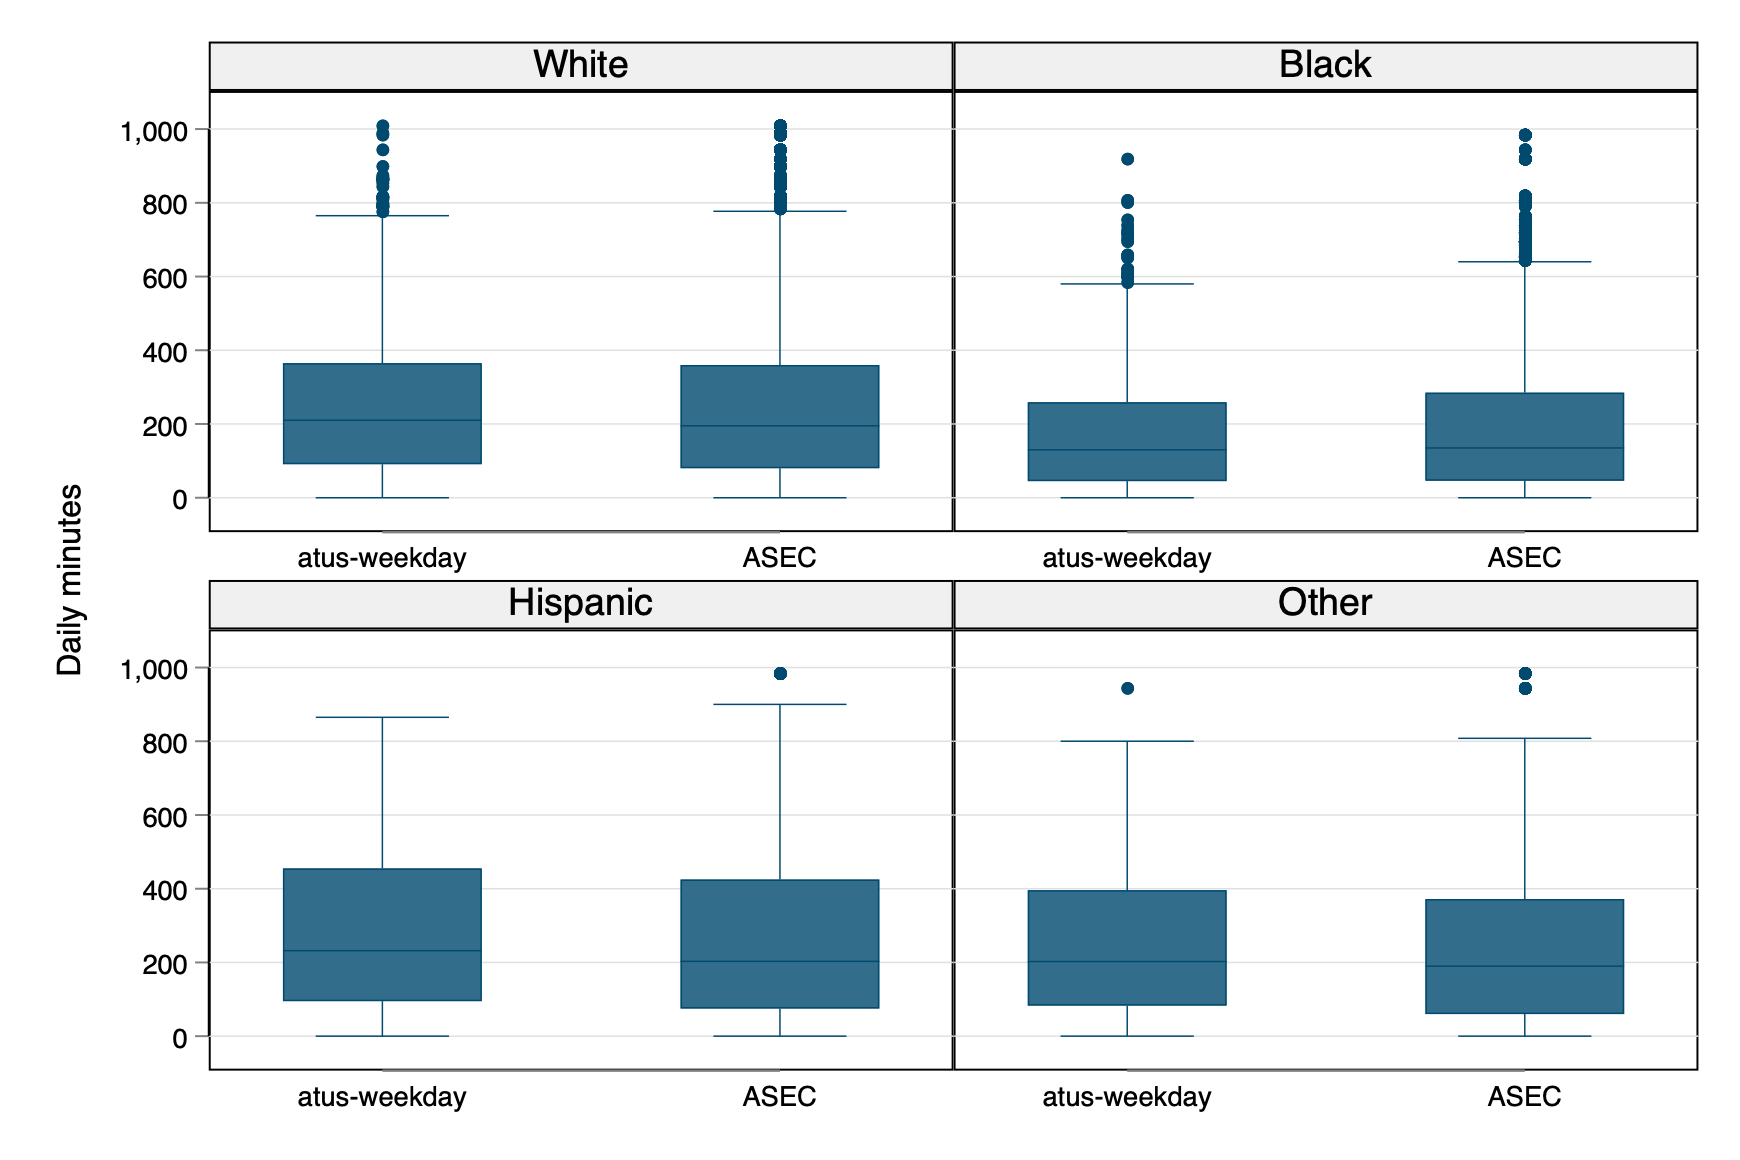 White
Black
1,000
800
600
400
200
0
atus-weekday
ASEC
atus-weekday
ASEC
Daily minutes
Hispanic
Other
1,000
800
600
400
200
0
atus-weekday
ASEC
atus-weekday
ASEC